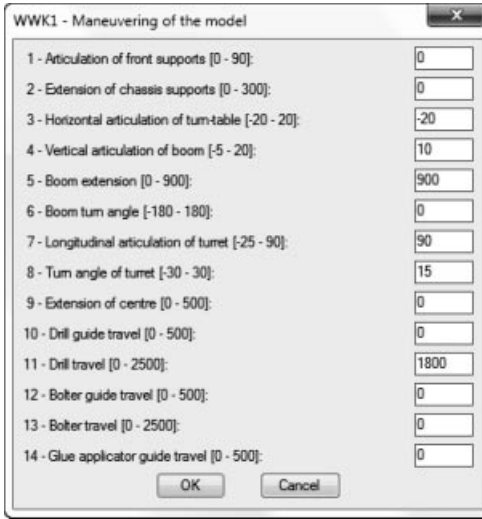 WWK1 - Maneuvering of the model
1 - Articulation of front supports [0 - 90]: 0
2 - Extension of chassis supports [0 - 300]: 0
3 - Horizontal articulation of turn-table [-20 - 20]: -20
4 - Vertical articulation of boom [-5 - 20]: 10
5 - Boom extension [0 - 900]: 900
6 - Boom turn angle [-180 - 180]: 0
7 - Longitudinal articulation of turret [-25 - 90]: 90
8 - Turn angle of turret [-30 - 30]: 15
9 - Extension of centre [0 - 500]: 0
10 - Drill guide travel [0 - 500]: 0
11 - Drill travel [0 - 2500]: 1800
12 - Bolter guide travel [0 - 500]: 0
13 - Bolter travel [0 - 2500]: 0
14 - Glue applicator guide travel [0 - 500]: 0
OK Cancel